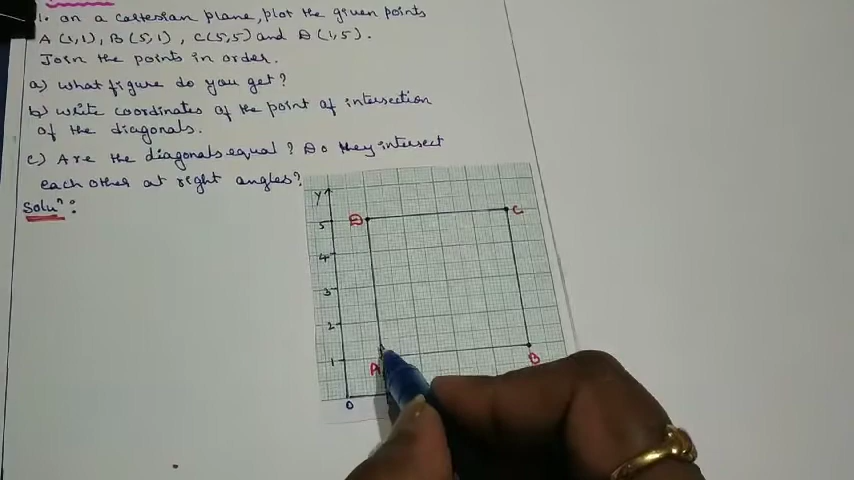 1. on a cartesian plane, plot the given points
A (1,1), B (5,1), C(5,5) and D (1,5).
Join the points in order.
a) what figure do you get?
b) write coordinates of the point of intersection
of the diagonals.
c) Are the diagonals equal? Do they intersect
each other at right angles?
Soluⁿ:
Y
5 D C
4
3
2
1 A B
O